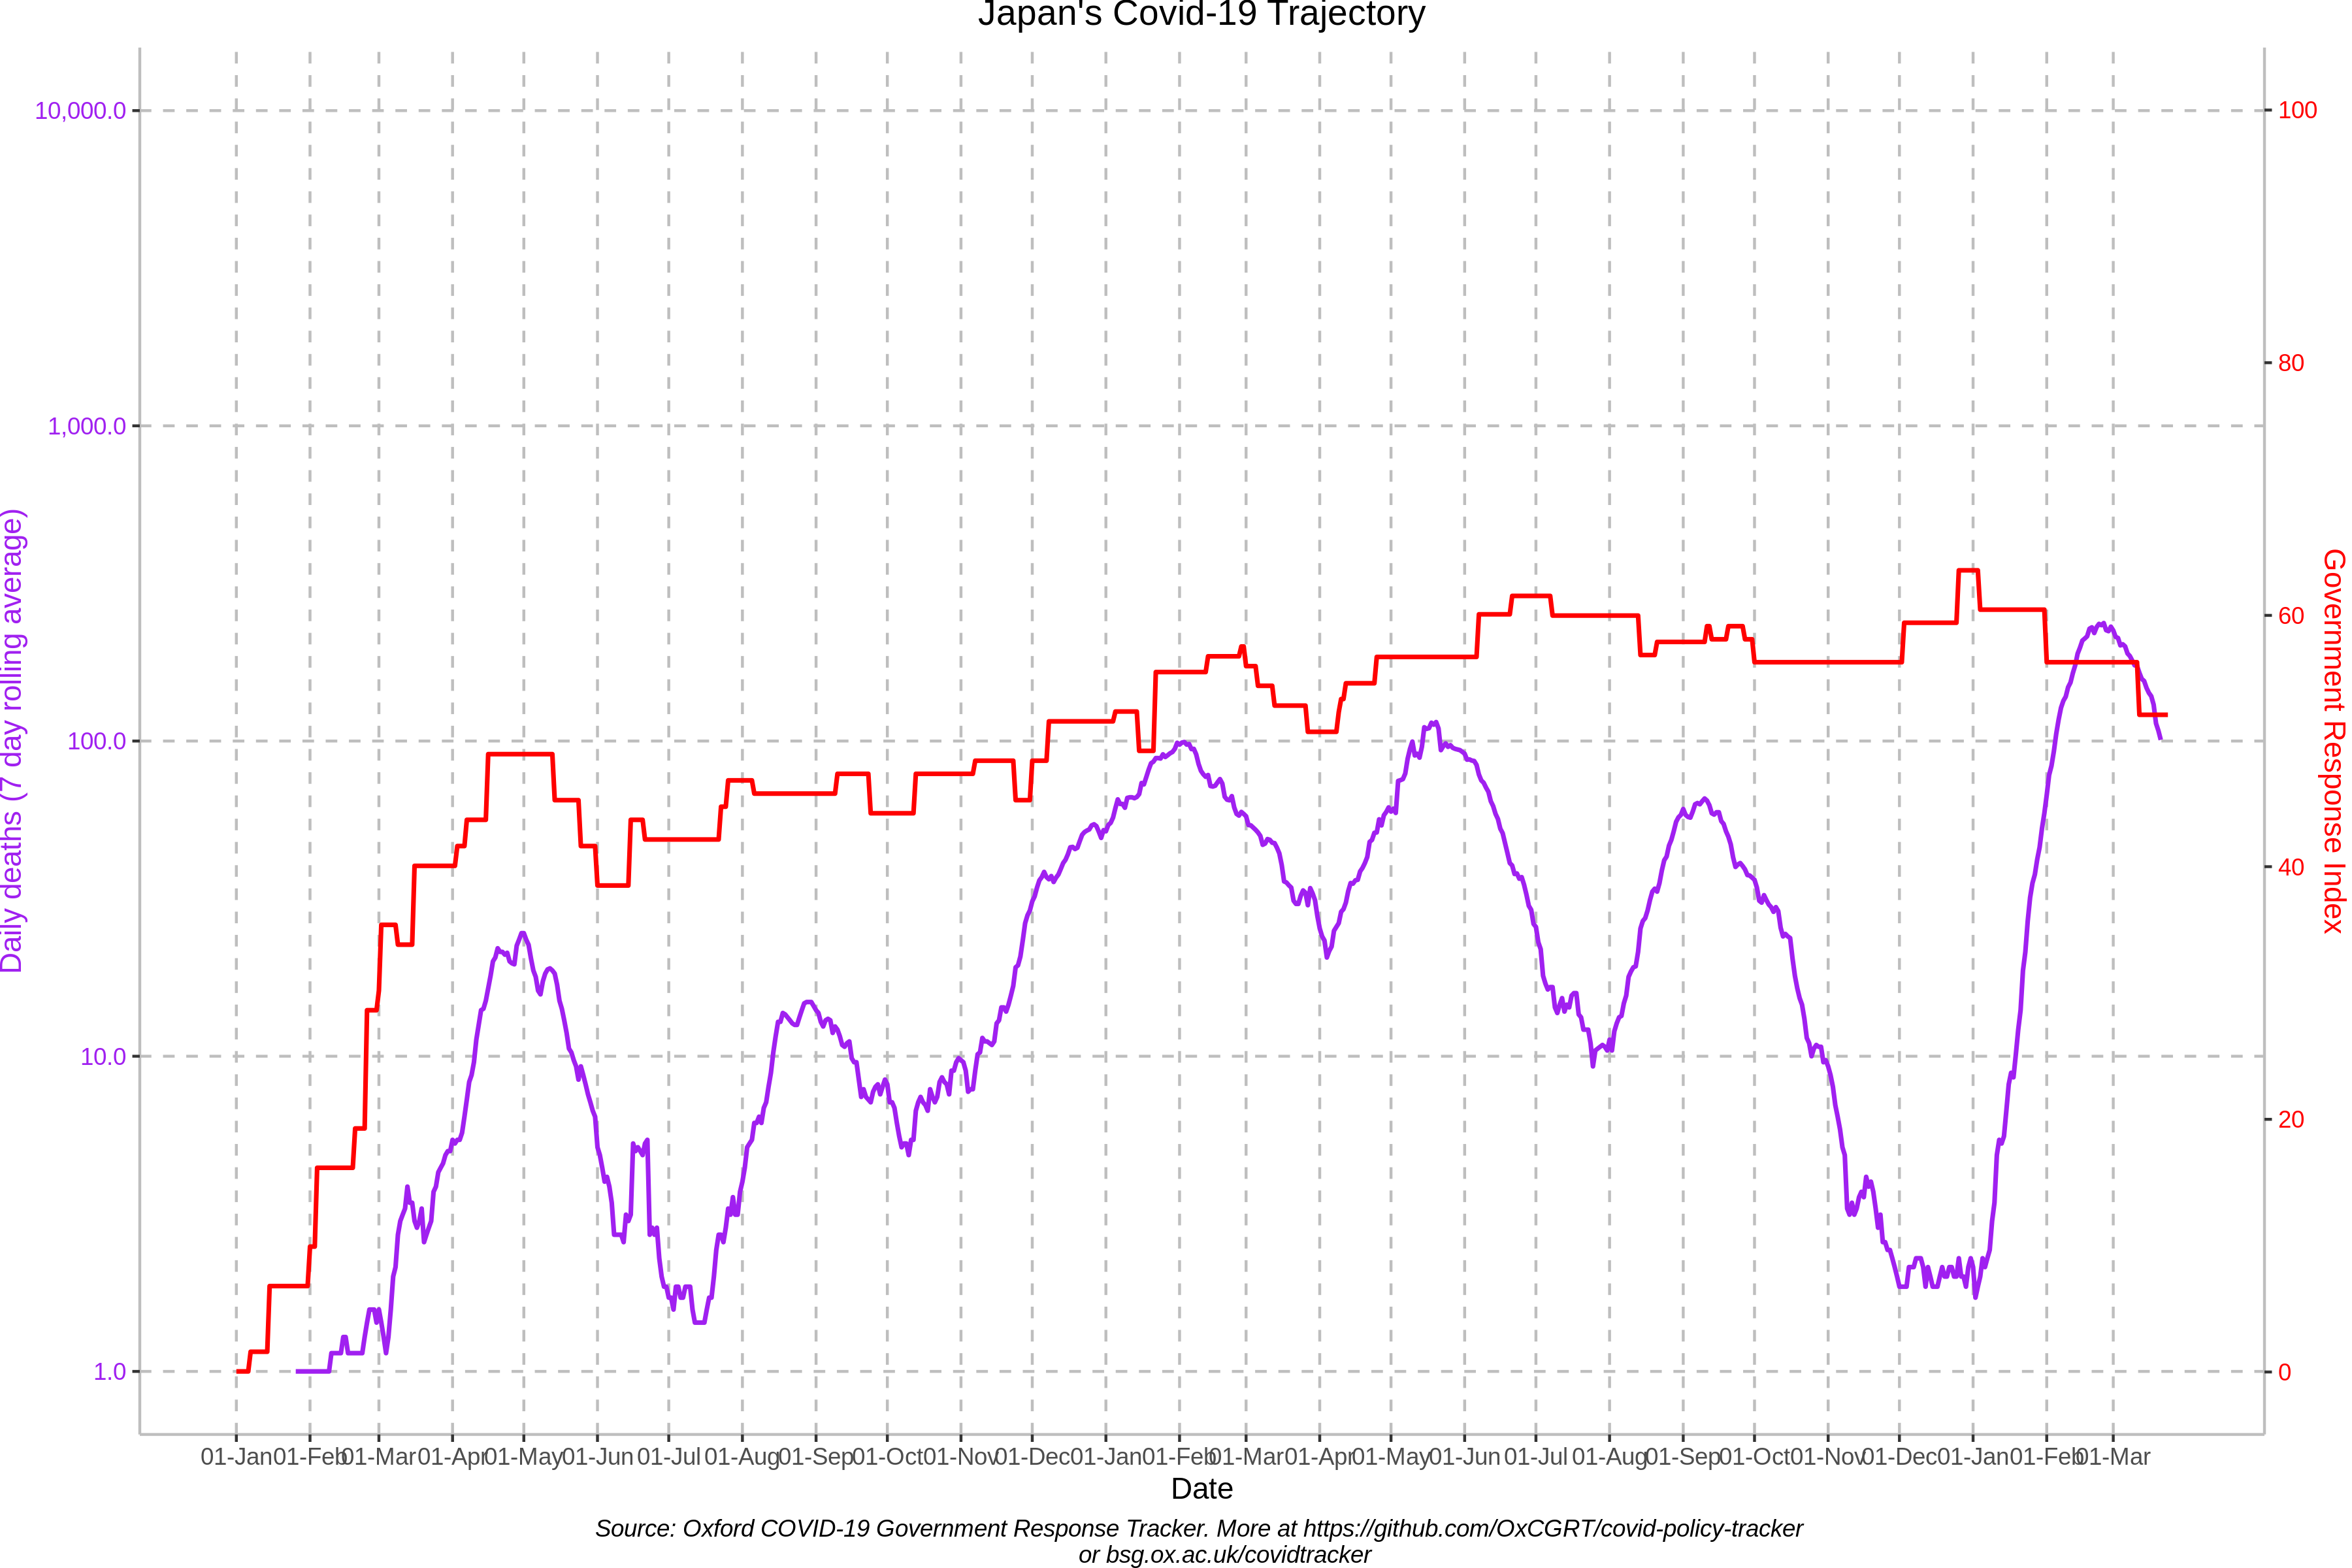 Japan's Covid-19 Trajectory
10,000.0
1,000.0
100.0
10.0
1.0
Daily deaths (7 day rolling average)
100
80
60
40
20
0
Government Response Index
01-Jan 01-Feb 01-Mar 01-Apr 01-May 01-Jun 01-Jul 01-Aug 01-Sep 01-Oct 01-Nov 01-Dec 01-Jan 01-Feb 01-Mar 01-Apr 01-May 01-Jun 01-Jul 01-Aug 01-Sep 01-Oct 01-Nov 01-Dec 01-Jan 01-Feb 01-Mar
Date
Source: Oxford COVID-19 Government Response Tracker. More at https://github.com/OxCGRT/covid-policy-tracker
or bsg.ox.ac.uk/covidtracker